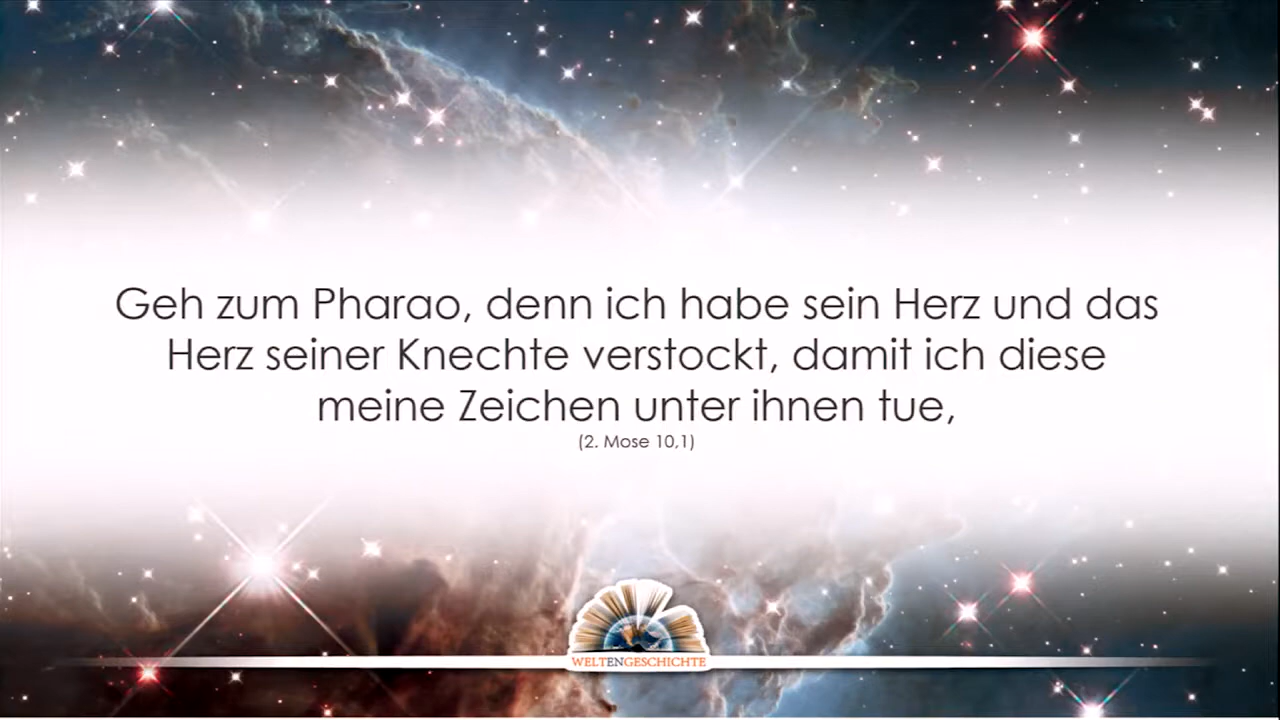 Geh zum Pharao, denn ich habe sein Herz und das
Herz seiner Knechte verstockt, damit ich diese
meine Zeichen unter ihnen tue,
(2. Mose 10,1)
WELTENGESCHICHTE